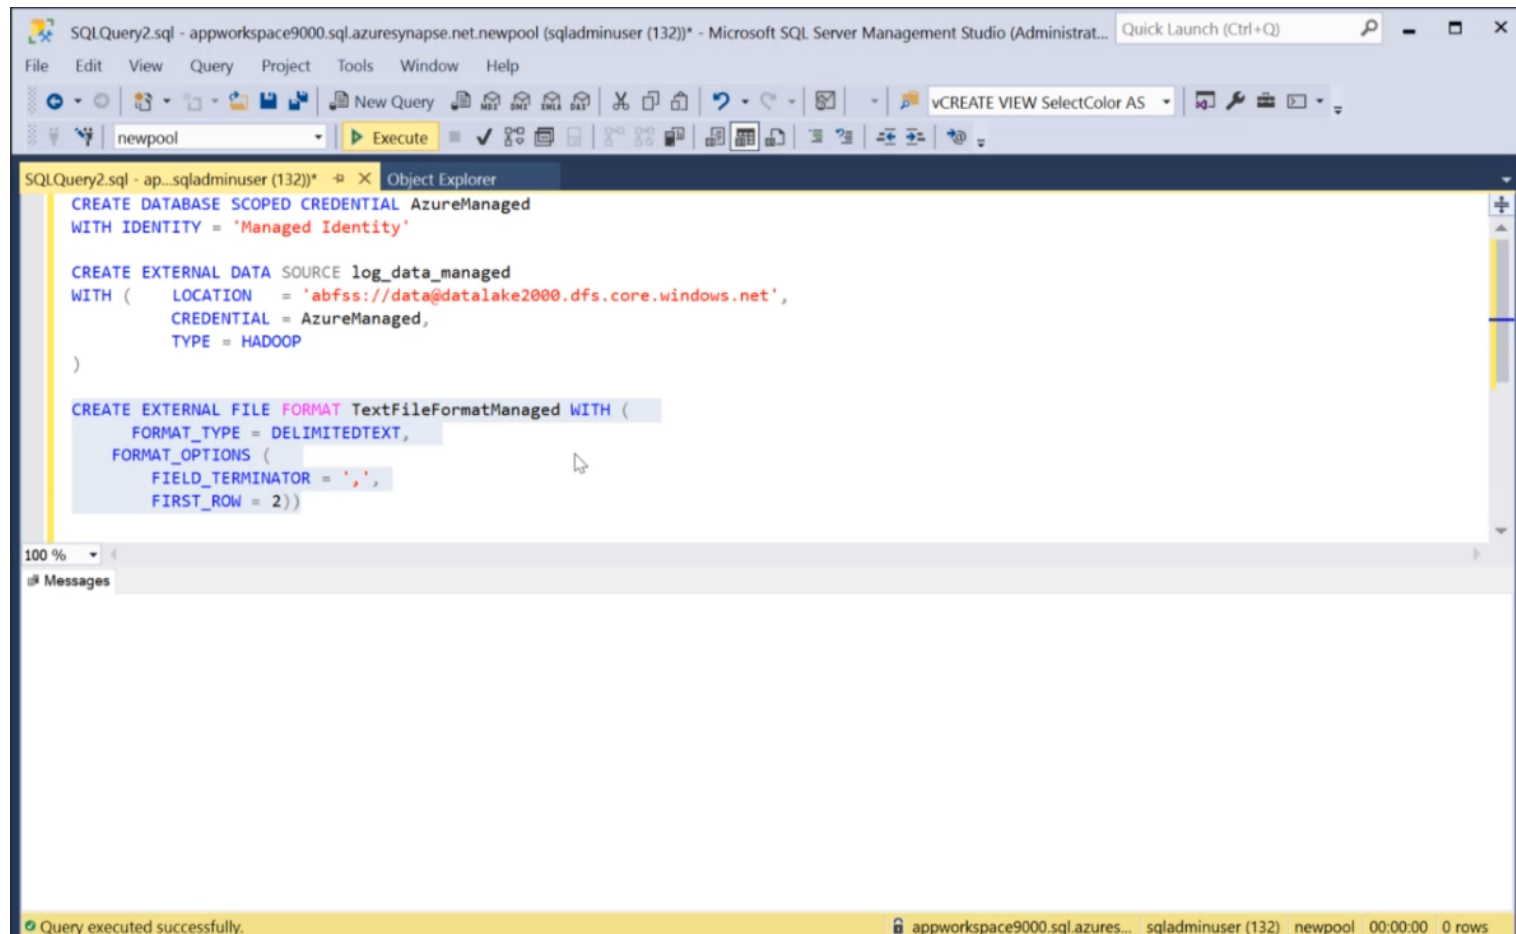 SQLQuery2.sql - appworkspace9000.sql.azuresynapse.net.newpool (sqladminuser (132))* - Microsoft SQL Server Management Studio (Administrat...
Quick Launch (Ctrl+Q)
File Edit View Query Project Tools Window Help
New Query MDX DMX XMLA DAX vCREATE VIEW SelectColor AS
newpool Execute
SQLQuery2.sql - ap...sqladminuser (132))* Object Explorer
CREATE DATABASE SCOPED CREDENTIAL AzureManaged
WITH IDENTITY = 'Managed Identity'
CREATE EXTERNAL DATA SOURCE log_data_managed
WITH ( LOCATION = 'abfss://data@datalake2000.dfs.core.windows.net',
CREDENTIAL = AzureManaged,
TYPE = HADOOP
)
CREATE EXTERNAL FILE FORMAT TextFileFormatManaged WITH (
FORMAT_TYPE = DELIMITEDTEXT,
FORMAT_OPTIONS (
FIELD_TERMINATOR = ',',
FIRST_ROW = 2))
100 %
Messages
Query executed successfully. appworkspace9000.sql.azures... sqladminuser (132) newpool 00:00:00 0 rows